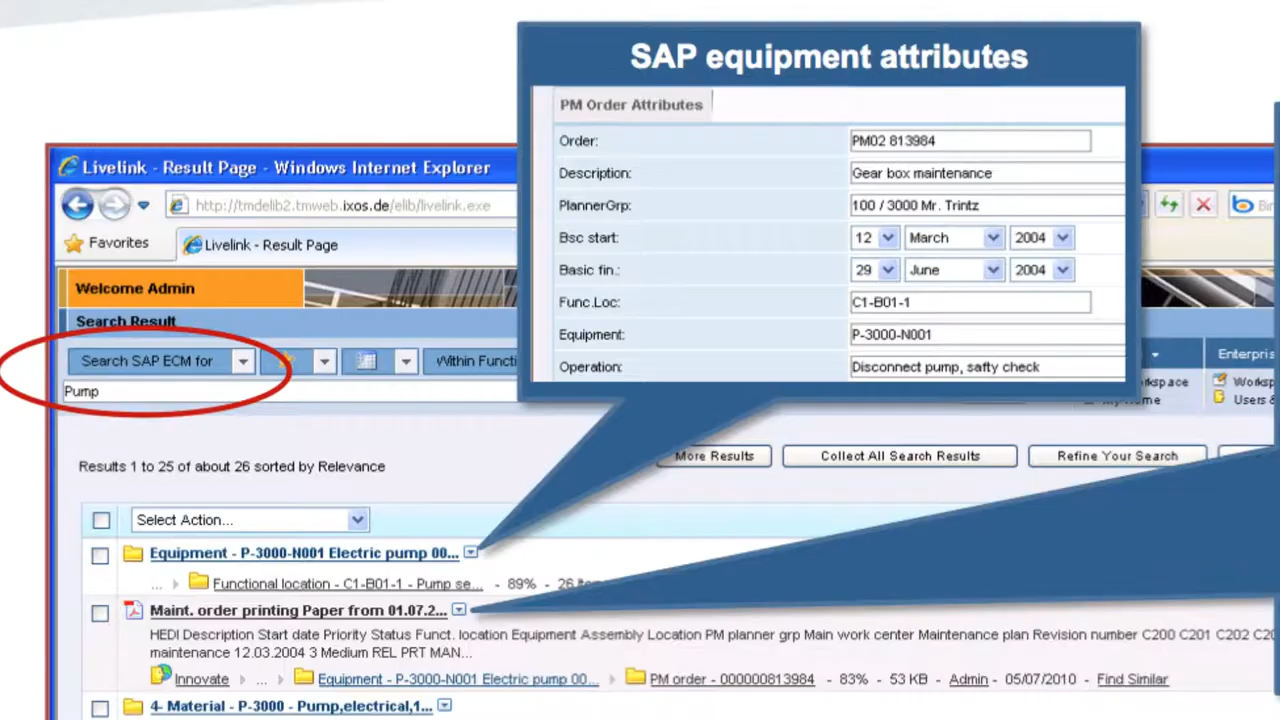 SAP equipment attributes
PM Order Attributes
Order: PM02 813984
Description: Gear box maintenance
PlannerGrp: 100 / 3000 Mr. Trintz
Bsc start: 12 March 2004
Basic fin.: 29 June 2004
Func.Loc: C1-B01-1
Equipment: P-3000-N001
Operation: Disconnect pump, safty check
Livelink - Result Page - Windows Internet Explorer
http://tmdelib2.tmweb.ixos.de/elib/livelink.exe
Favorites Livelink - Result Page
Welcome Admin
Search Result
Search SAP ECM for Within Functi
Enterpris
Pump
kspace Worksp
Home Users &
Results 1 to 25 of about 26 sorted by Relevance
More Results Collect All Search Results Refine Your Search
Select Action...
Equipment - P-3000-N001 Electric pump 00...
... Functional location - C1-B01-1 - Pump se... - 89% - 26
Maint. order printing Paper from 01.07.2...
HEDI Description Start date Priority Status Funct. location Equipment Assembly Location PM planner grp Main work center Maintenance plan Revision number C200 C201 C202 C20
maintenance 12.03.2004 3 Medium REL PRT MAN...
Innovate ... Equipment - P-3000-N001 Electric pump 00... PM order - 000000813984 - 83% - 53 KB - Admin - 05/07/2010 - Find Similar
4- Material - P-3000 - Pump,electrical,1...